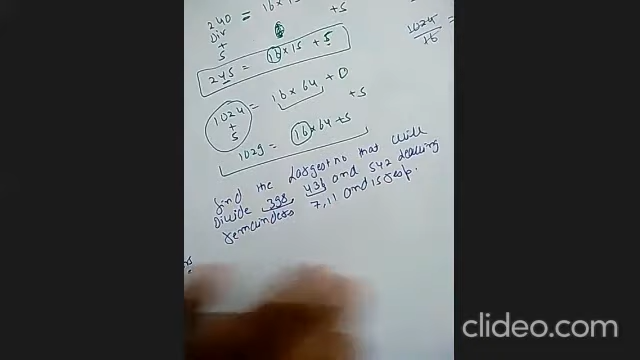 240 = 16 × 15
Div
+
5
+5
245 = 16 × 15 + 5
1024 = 16 × 64 + 0
+
5
+5
1029 = 16 × 64 + 5
1024
16 =
find the largest no that will
Divide 398, 436 and 542 leaving
remainders 7, 11 and 15 resp.
clideo.com